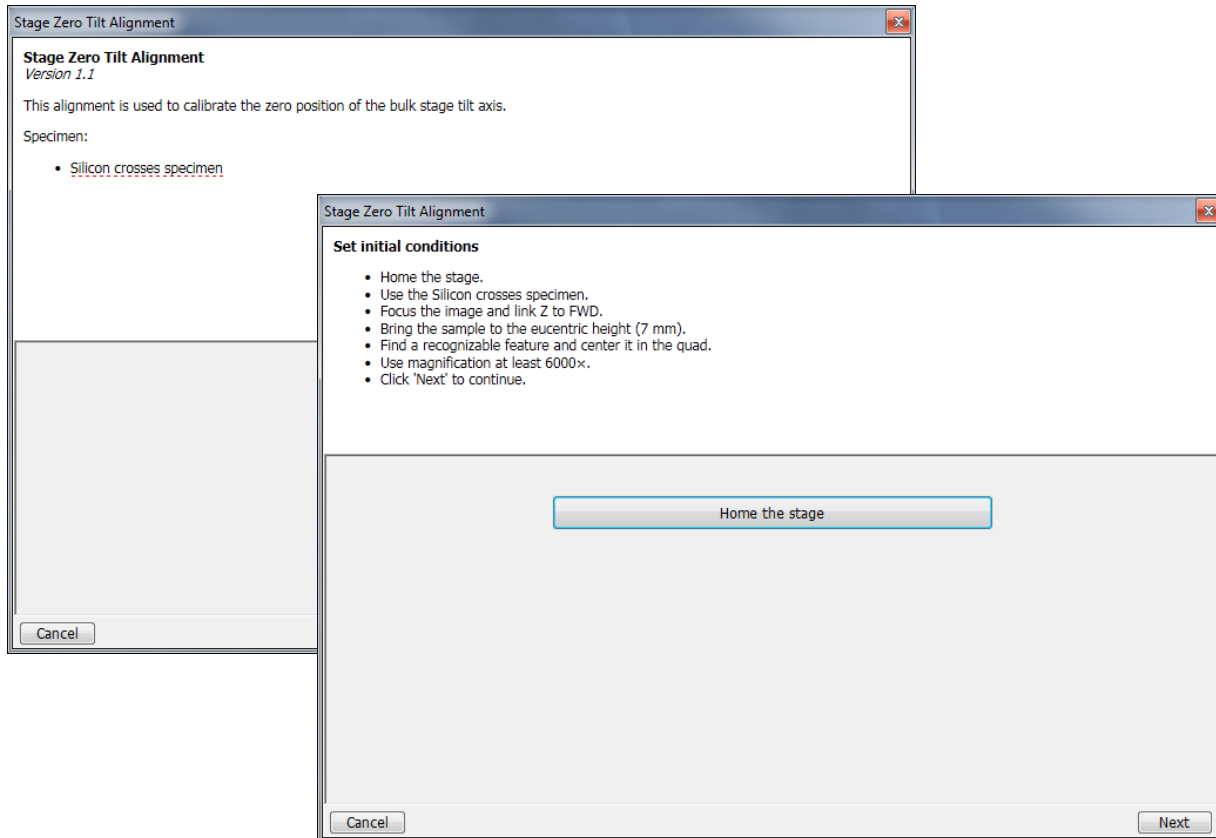 Stage Zero Tilt Alignment
Stage Zero Tilt Alignment
Version 1.1
This alignment is used to calibrate the zero position of the bulk stage tilt axis.
Specimen:
• Silicon crosses specimen
Cancel
Stage Zero Tilt Alignment
Set initial conditions
• Home the stage.
• Use the Silicon crosses specimen.
• Focus the image and link Z to FWD.
• Bring the sample to the eucentric height (7 mm).
• Find a recognizable feature and center it in the quad.
• Use magnification at least 6000×.
• Click 'Next' to continue.
Home the stage
Cancel
Next